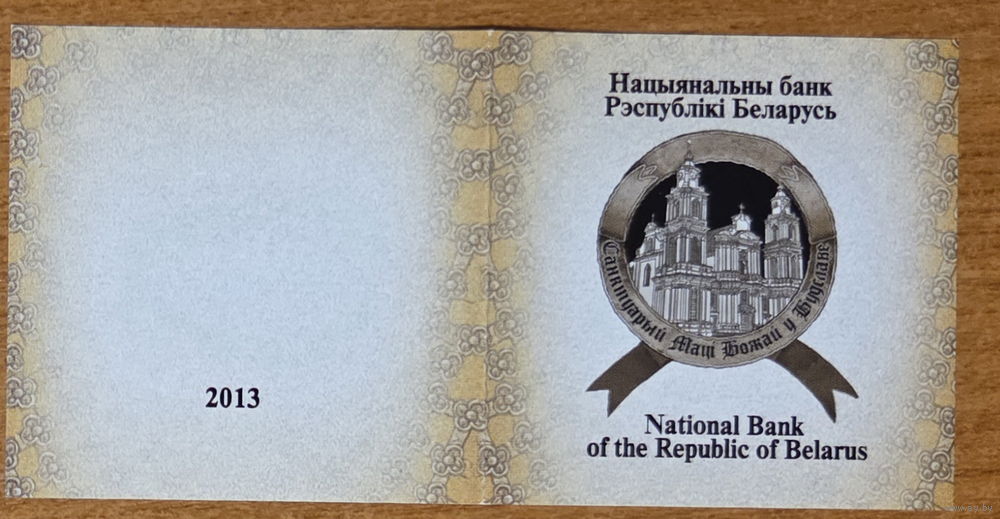 2013
Нацыянальны банк
Рэспублікі Беларусь
Санктуарый Маці Божай у Будславе
National Bank
of the Republic of Belarus